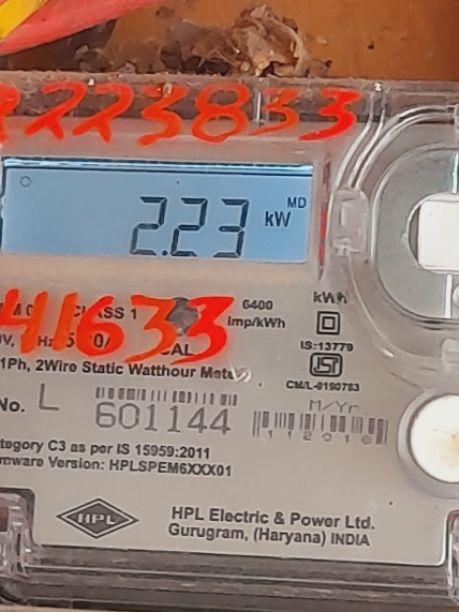 223833
MD
2.23 kW
41633
CLASS 1
6400
imp/kWh
kWh
IS:13779
CM/L-0190783
1Ph, 2Wire Static Watthour Meter
No. L 601144
M/Yr.
tegory C3 as per IS 15959:2011
mware Version: HPLSPEM6XXX01
HPL
HPL Electric & Power Ltd.
Gurugram, (Haryana) INDIA